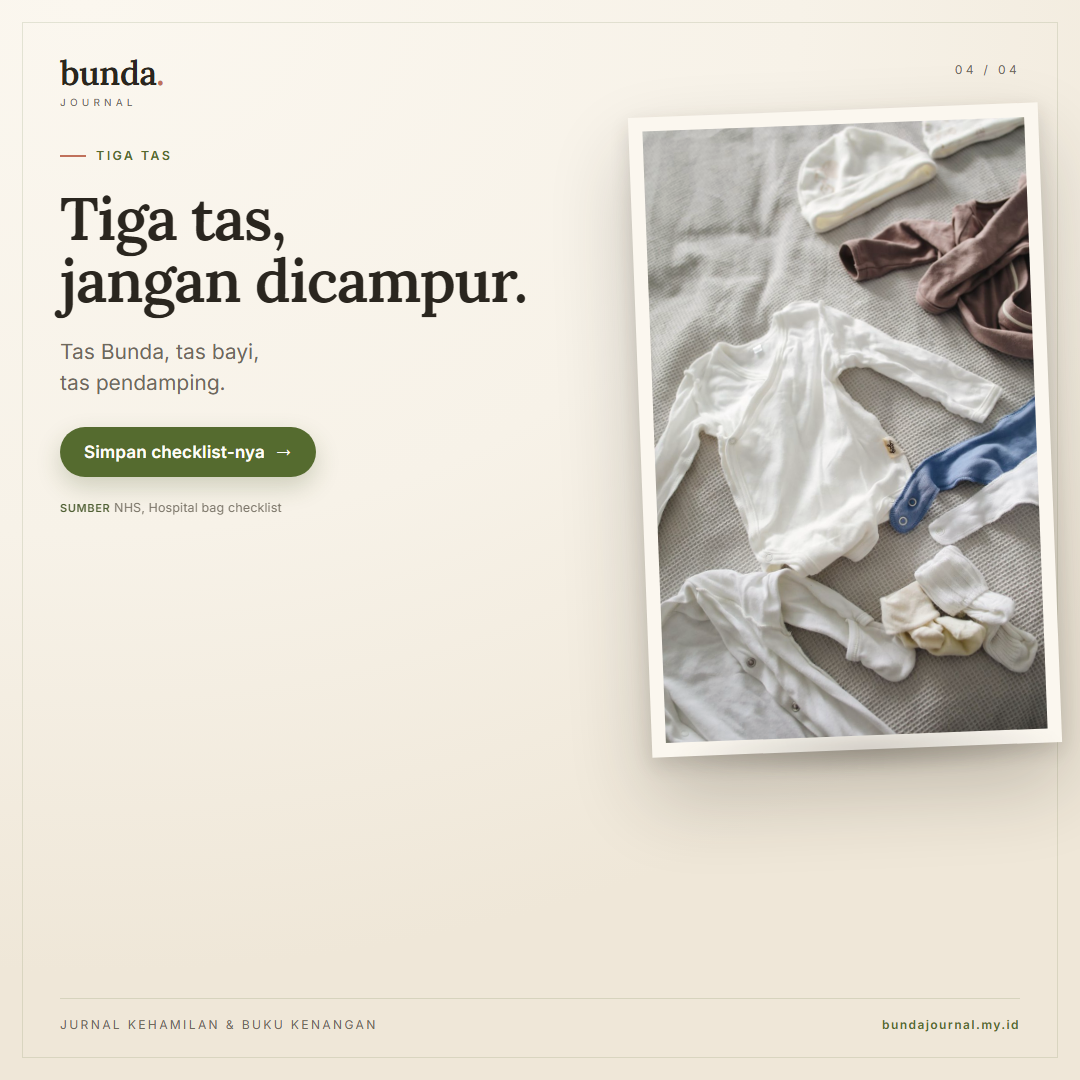 bunda.
JOURNAL
04 / 04
TIGA TAS
Tiga tas,
jangan dicampur.
Tas Bunda, tas bayi,
tas pendamping.
Simpan checklist-nya →
SUMBER NHS, Hospital bag checklist
JURNAL KEHAMILAN & BUKU KENANGAN
bundajournal.my.id